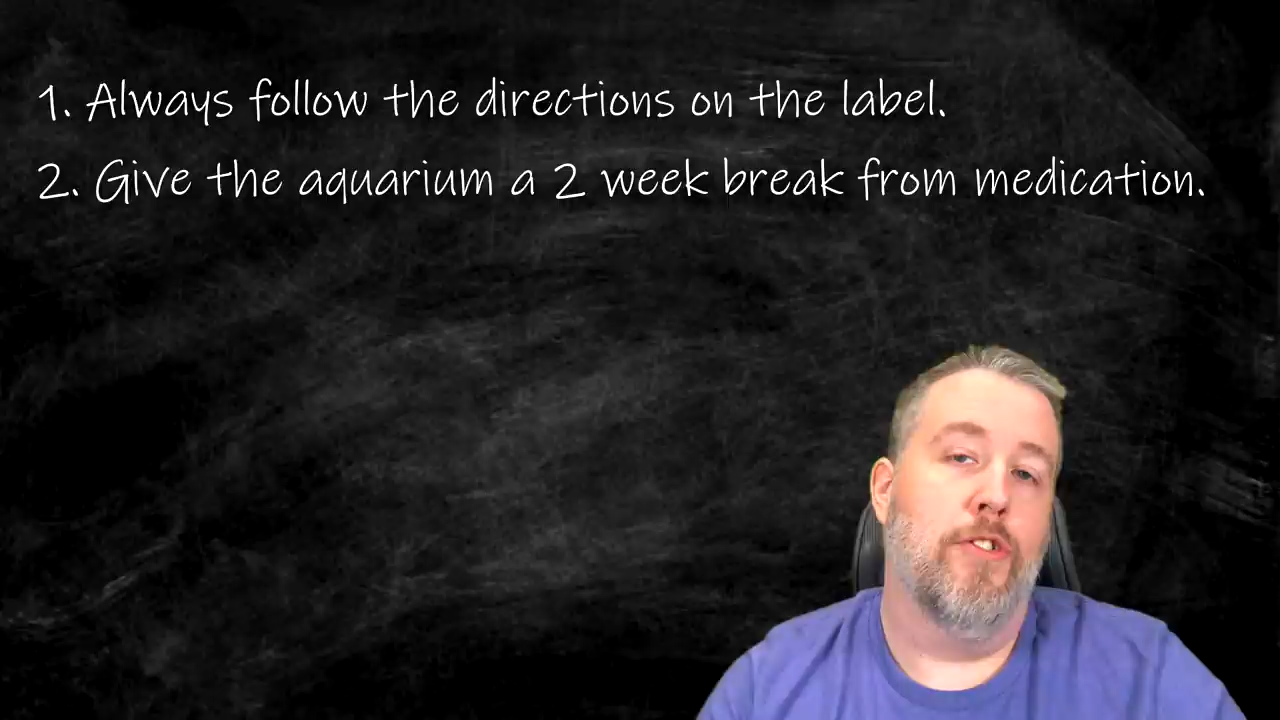 1. Always follow the directions on the label.
2. Give the aquarium a 2 week break from medication.